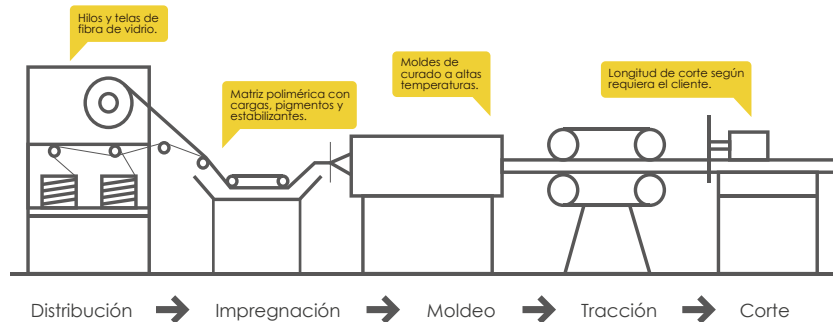 Hilos y telas de
fibra de vidrio.
Matriz polimérica con
cargas, pigmentos y
estabilizantes.
Moldes de
curado a altas
temperaturas.
Longitud de corte según
requiera el cliente.
Distribución
Impregnación
Moldeo
Tracción
Corte